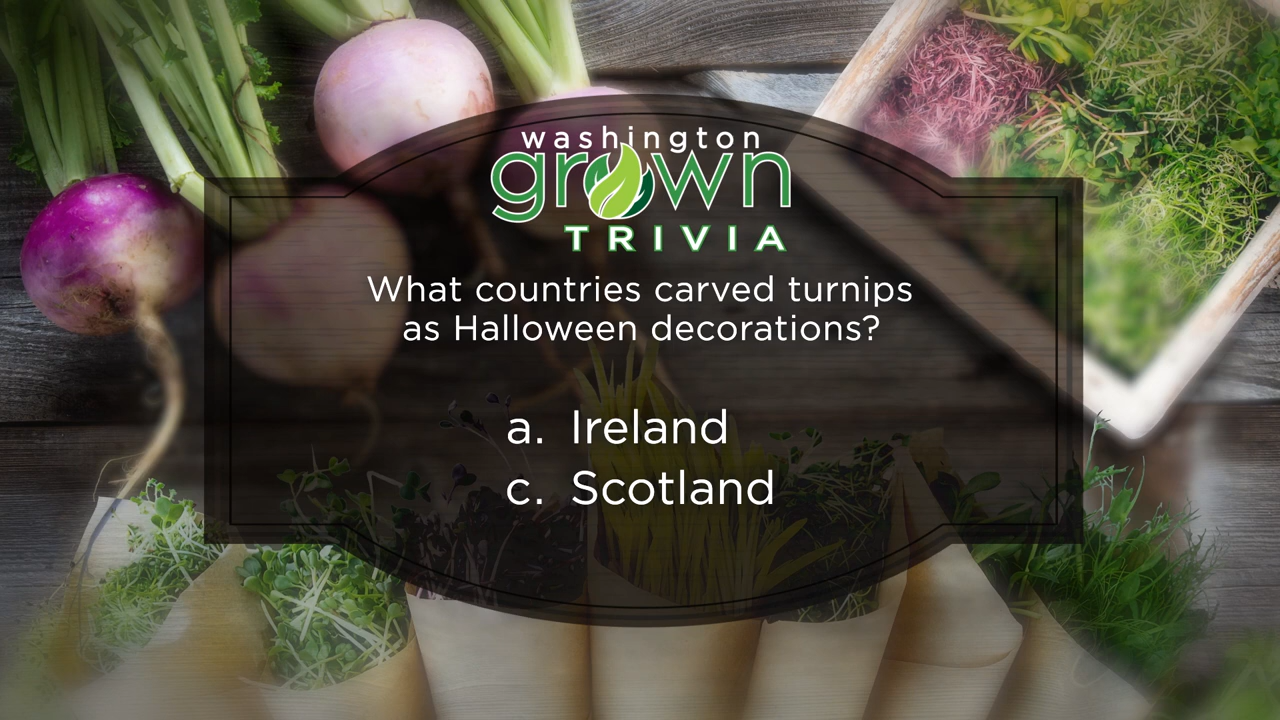 washington
grown
TRIVIA
What countries carved turnips
as Halloween decorations?
a. Ireland
c. Scotland